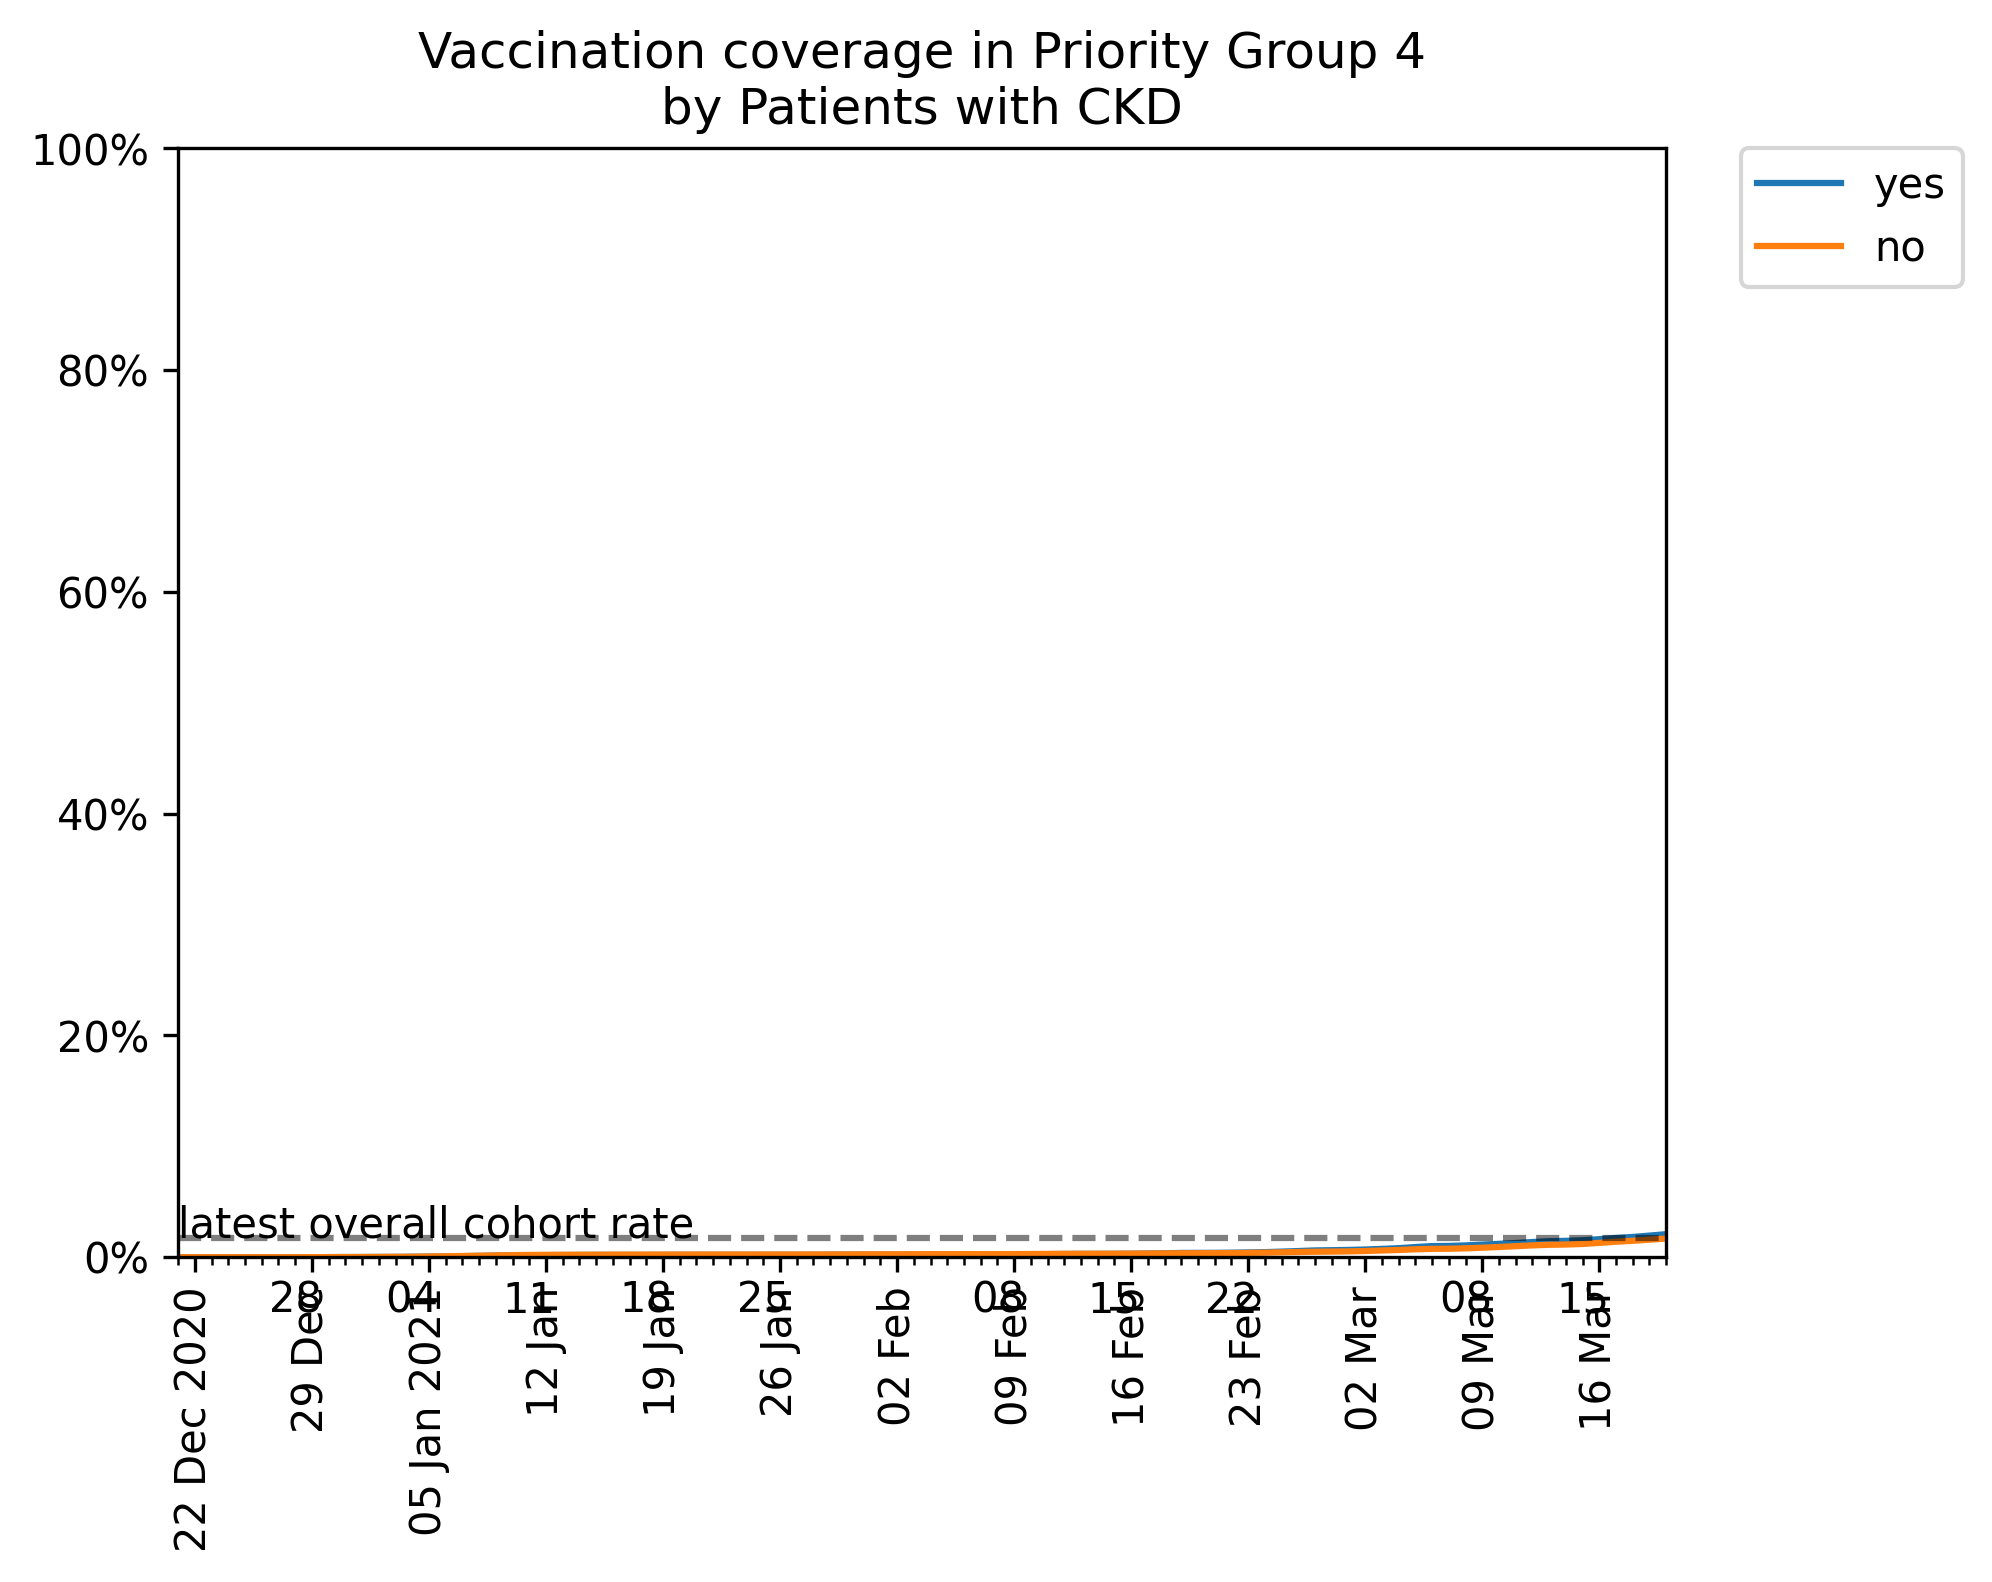 Vaccination coverage in Priority Group 4
by Patients with CKD
100%
80%
60%
40%
20%
0%
yes
no
latest overall cohort rate
28
04
11
18
25
08
15
22
08
15
22 Dec 2020
29 Dec
05 Jan 2021
12 Jan
19 Jan
26 Jan
02 Feb
09 Feb
16 Feb
23 Feb
02 Mar
09 Mar
16 Mar